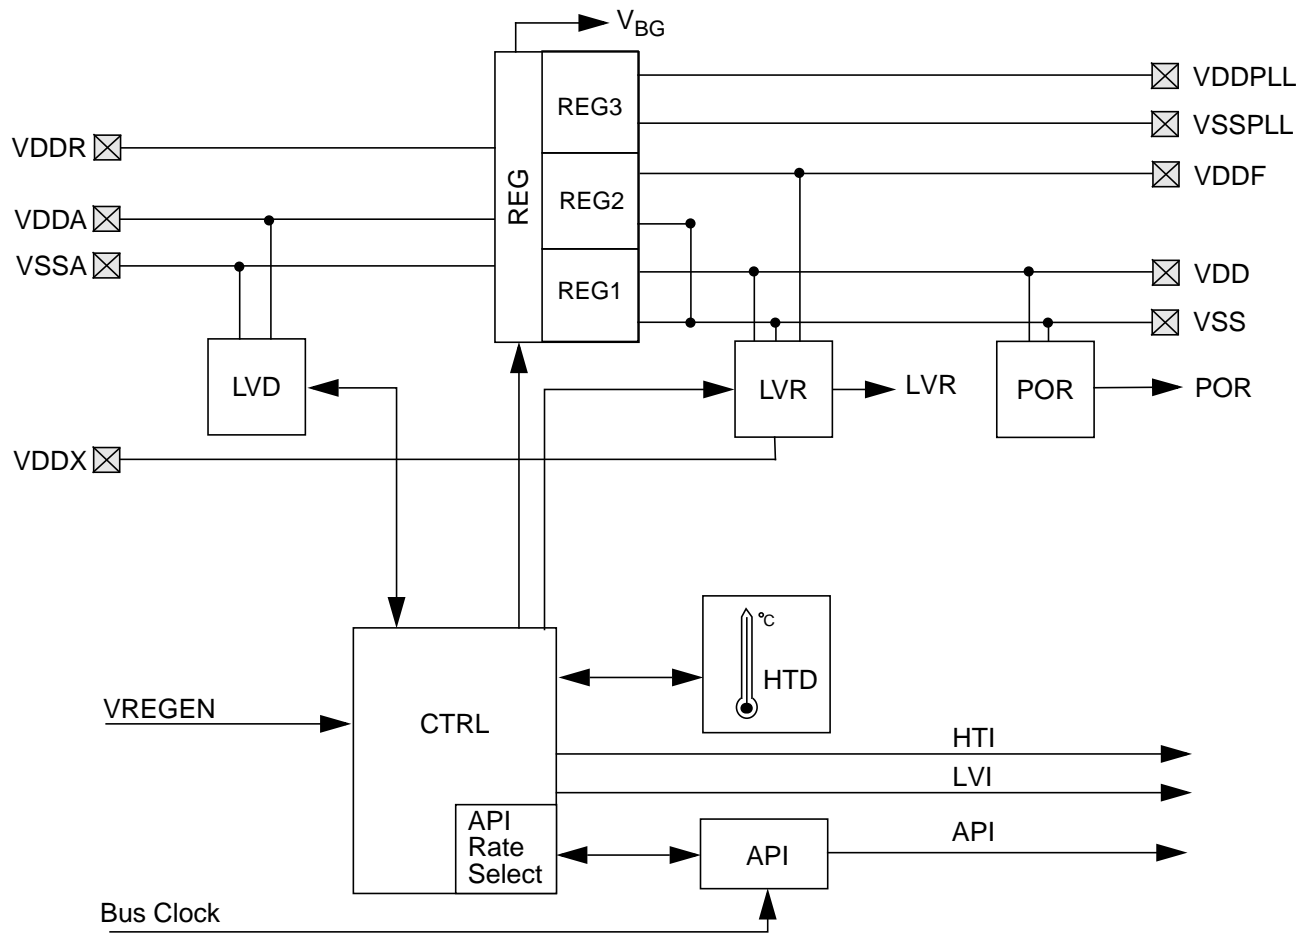 VBG
VDDPLL
REG3
VSSPLL
VDDR
VDDF
REG
REG2
VDDA
VSSA
VDD
REG1
VSS
LVD
LVR
LVR
POR
POR
VDDX
°C
HTD
VREGEN
CTRL
HTI
LVI
API
Rate
Select
API
API
Bus Clock